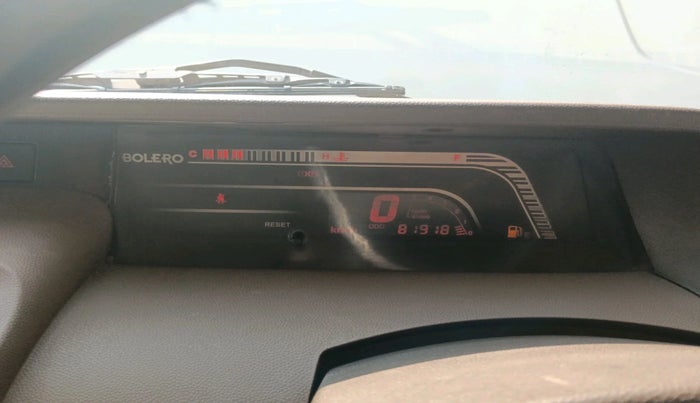 BOLERO C H F
0
RESET km/h ODO 81918